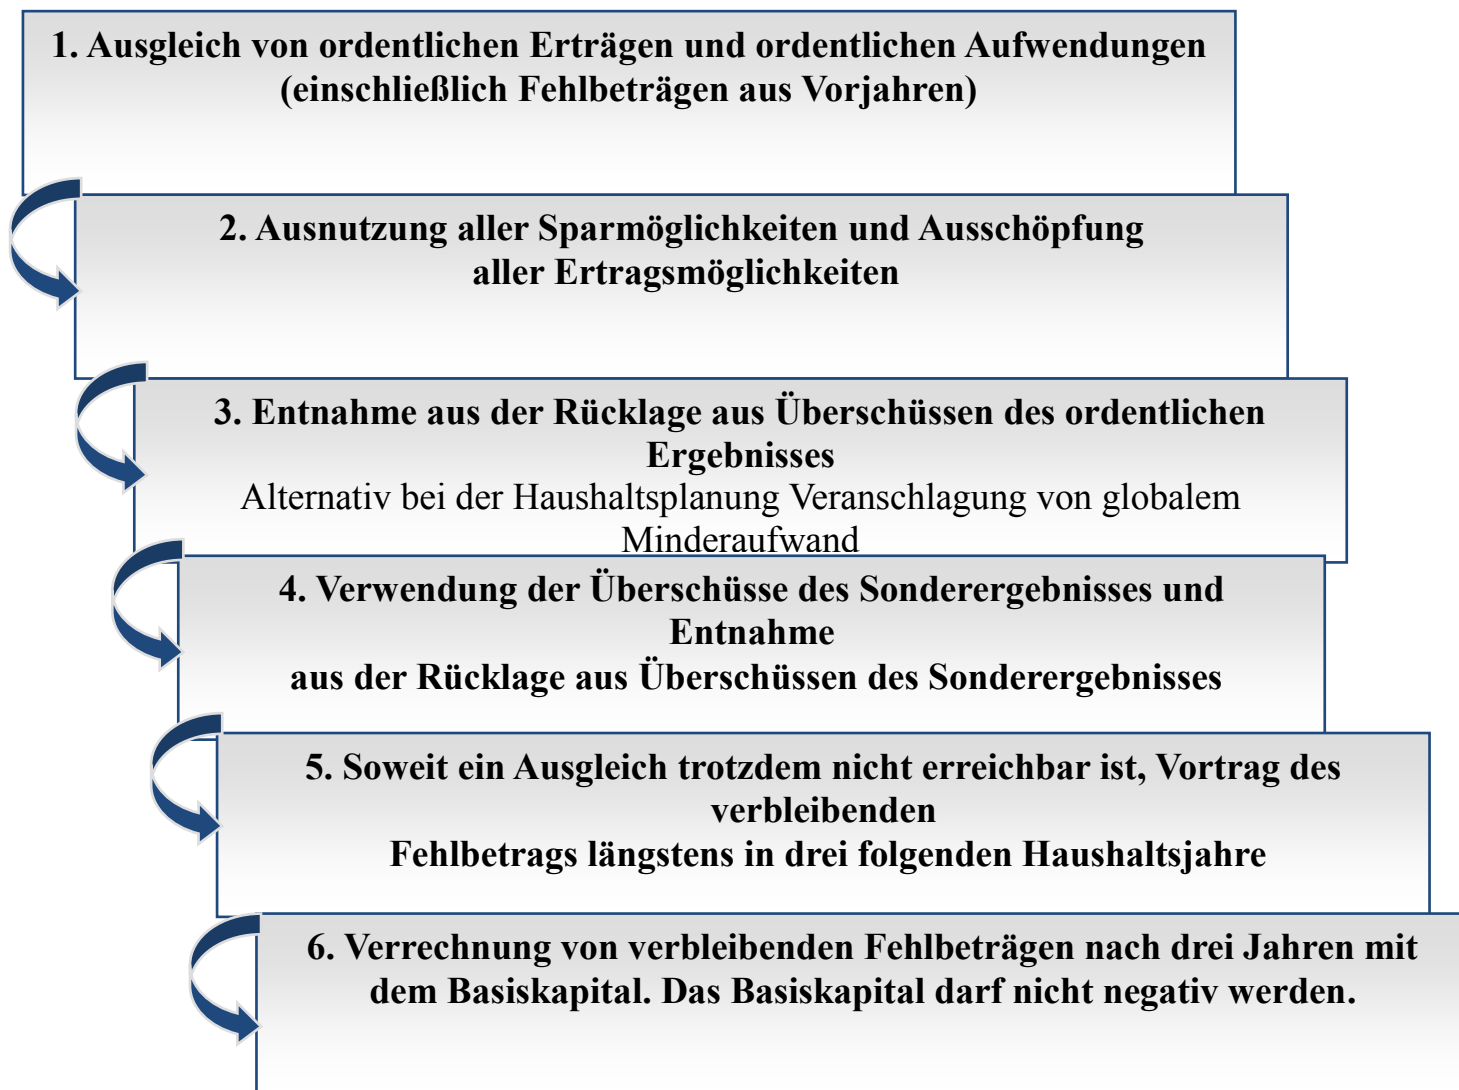 1. Ausgleich von ordentlichen Erträgen und ordentlichen Aufwendungen
(einschließlich Fehlbeträgen aus Vorjahren)
2. Ausnutzung aller Sparmöglichkeiten und Ausschöpfung
aller Ertragsmöglichkeiten
3. Entnahme aus der Rücklage aus Überschüssen des ordentlichen
Ergebnisses
Alternativ bei der Haushaltsplanung Veranschlagung von globalem
Minderaufwand
4. Verwendung der Überschüsse des Sonderergebnisses und
Entnahme
aus der Rücklage aus Überschüssen des Sonderergebnisses
5. Soweit ein Ausgleich trotzdem nicht erreichbar ist, Vortrag des
verbleibenden
Fehlbetrags längstens in drei folgenden Haushaltsjahre
6. Verrechnung von verbleibenden Fehlbeträgen nach drei Jahren mit
dem Basiskapital. Das Basiskapital darf nicht negativ werden.